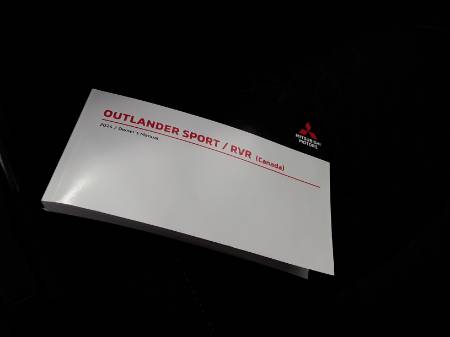 OUTLANDER SPORT / RVR (Canada)
2024 / Owner's Manual
MITSUBISHI
MOTORS